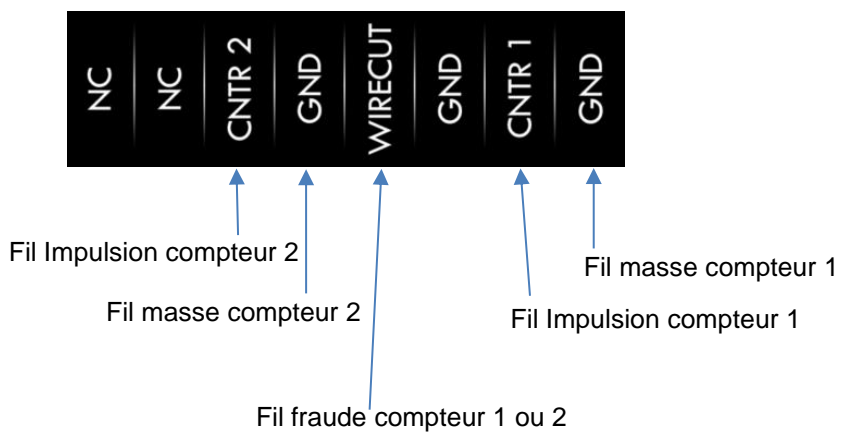 NC
NC
CNTR 2
GND
WIRECUT
GND
CNTR 1
GND
Fil Impulsion compteur 2
Fil masse compteur 1
Fil masse compteur 2
Fil Impulsion compteur 1
Fil fraude compteur 1 ou 2